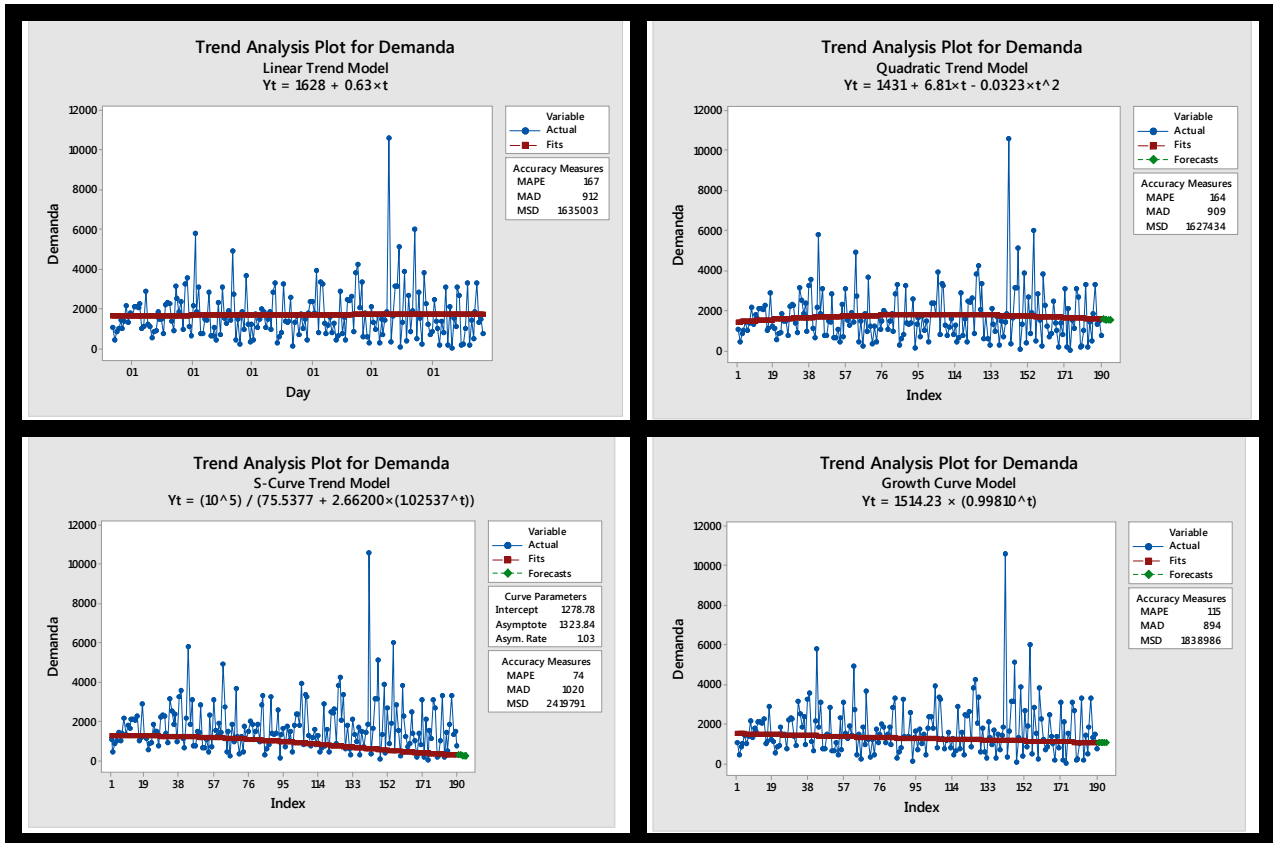 Trend Analysis Plot for Demanda
Linear Trend Model
Yt = 1628 + 0.63×t
12000
10000
8000
6000
4000
2000
0
Demanda
01 01 01 01 01 01
Day
Variable
Actual
Fits
Accuracy Measures
MAPE 167
MAD 912
MSD 1635003
Trend Analysis Plot for Demanda
Quadratic Trend Model
Yt = 1431 + 6.81×t - 0.0323×t^2
12000
10000
8000
6000
4000
2000
0
Demanda
1 19 38 57 76 95 114 133 152 171 190
Index
Variable
Actual
Fits
Forecasts
Accuracy Measures
MAPE 164
MAD 909
MSD 1627434
Trend Analysis Plot for Demanda
S-Curve Trend Model
Yt = (10^5) / (75.5377 + 2.66200×(1.02537^t))
12000
10000
8000
6000
4000
2000
0
Demanda
1 19 38 57 76 95 114 133 152 171 190
Index
Variable
Actual
Fits
Forecasts
Curve Parameters
Intercept 1278.78
Asymptote 1323.84
Asym. Rate 1.03
Accuracy Measures
MAPE 74
MAD 1020
MSD 2419791
Trend Analysis Plot for Demanda
Growth Curve Model
Yt = 1514.23 × (0.99810^t)
12000
10000
8000
6000
4000
2000
0
Demanda
1 19 38 57 76 95 114 133 152 171 190
Index
Variable
Actual
Fits
Forecasts
Accuracy Measures
MAPE 115
MAD 894
MSD 1838986